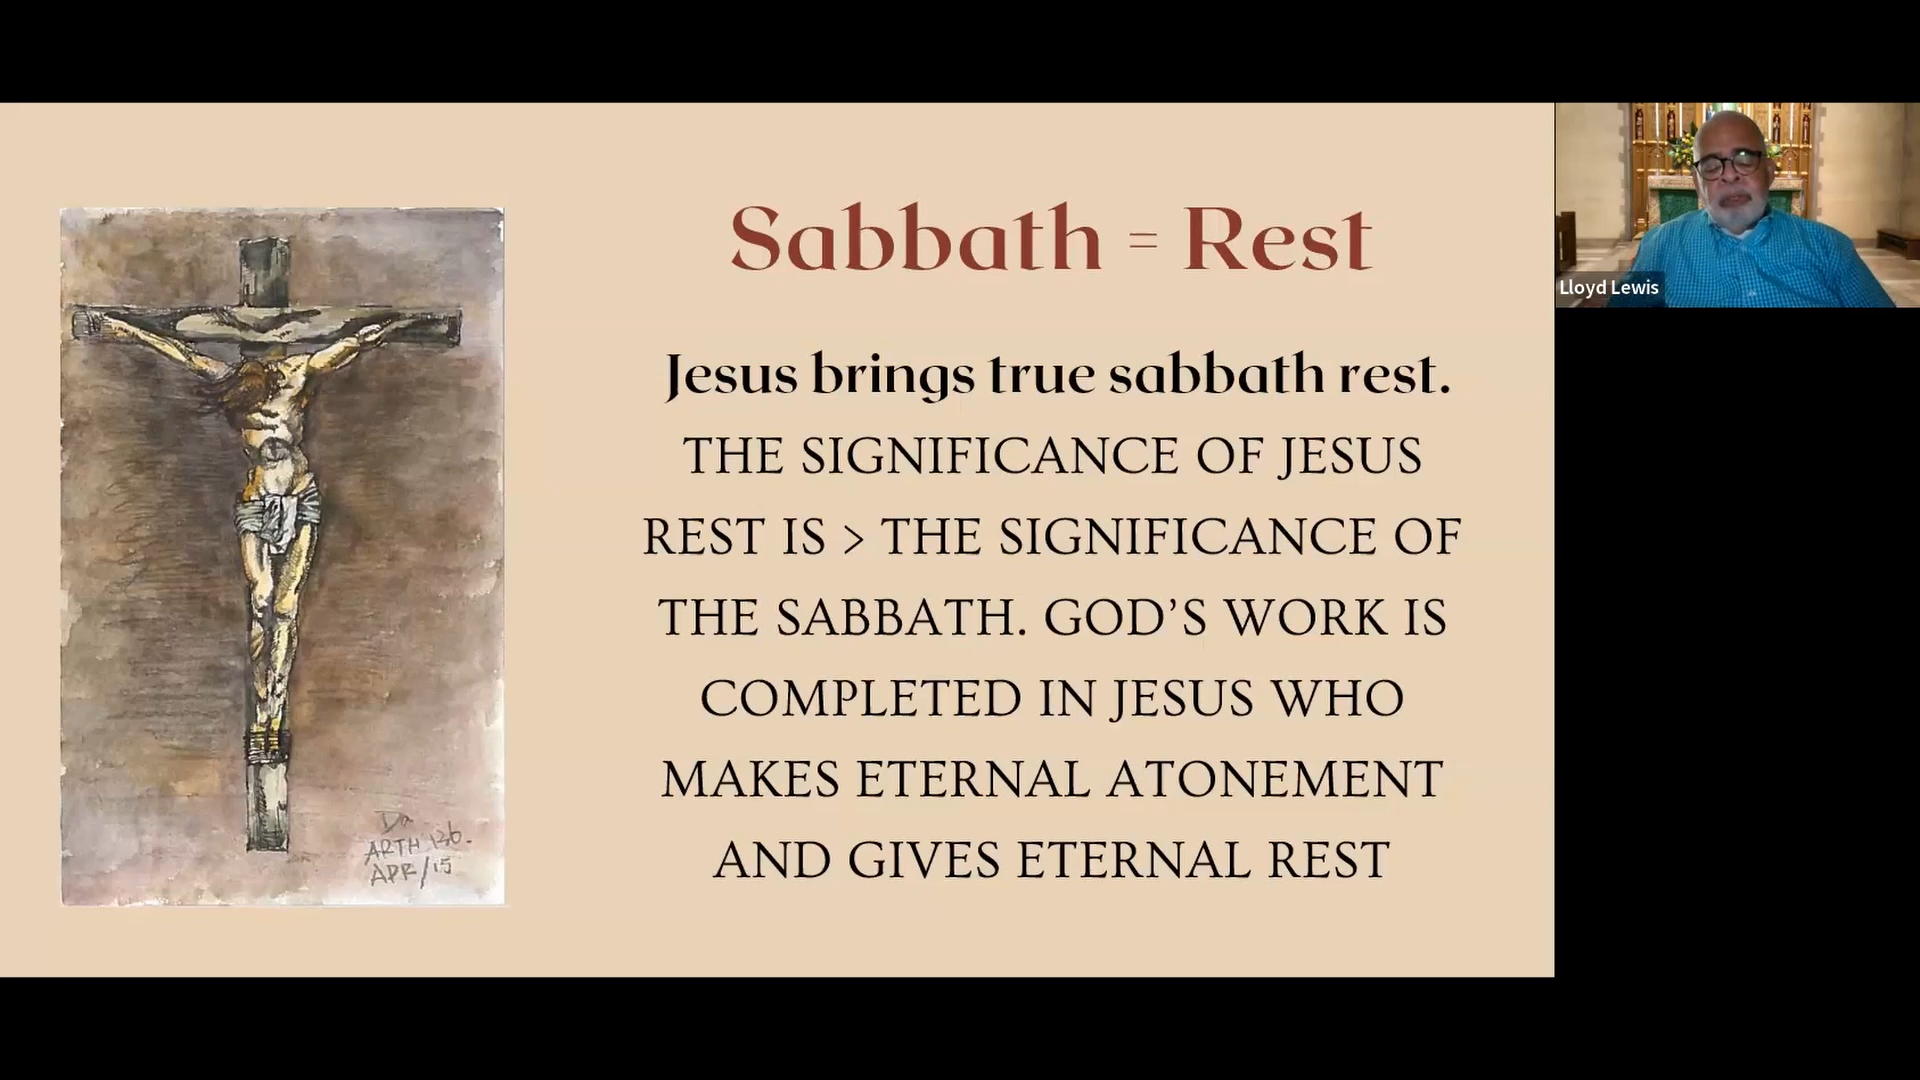 Sabbath = Rest
Jesus brings true sabbath rest.
THE SIGNIFICANCE OF JESUS
REST IS > THE SIGNIFICANCE OF
THE SABBATH. GOD'S WORK IS
COMPLETED IN JESUS WHO
MAKES ETERNAL ATONEMENT
AND GIVES ETERNAL REST
ARTH 136.
APR/15
Lloyd Lewis